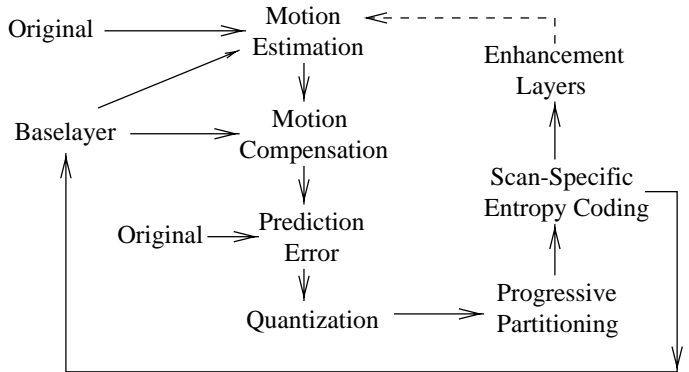 Original
Motion
Estimation
Enhancement
Layers
Baselayer
Motion
Compensation
Scan-Specific
Entropy Coding
Original
Prediction
Error
Quantization
Progressive
Partitioning